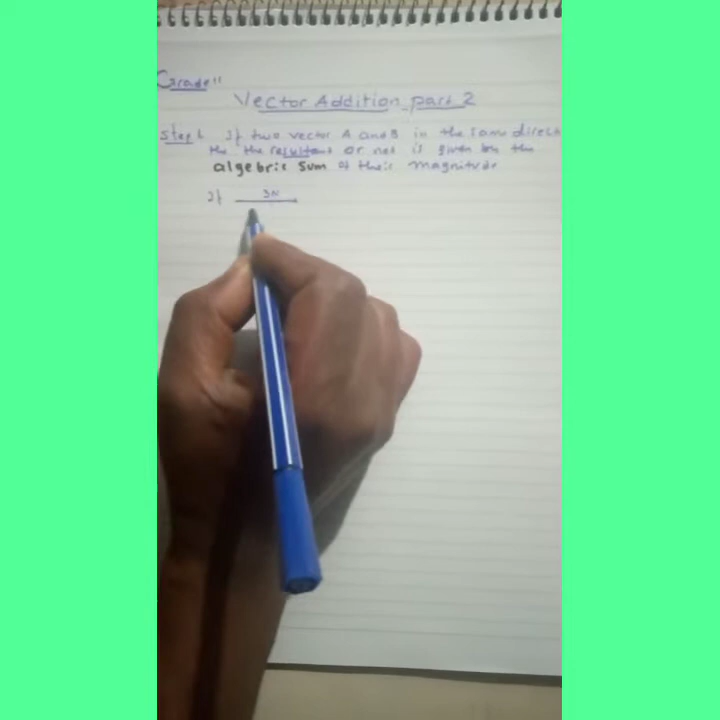 Grade 11
Vector Addition part 2
step 1 If two vector A and B in the same direct
the the resultant or net is given by the
algebric Sum of their magnitude
2) 3N